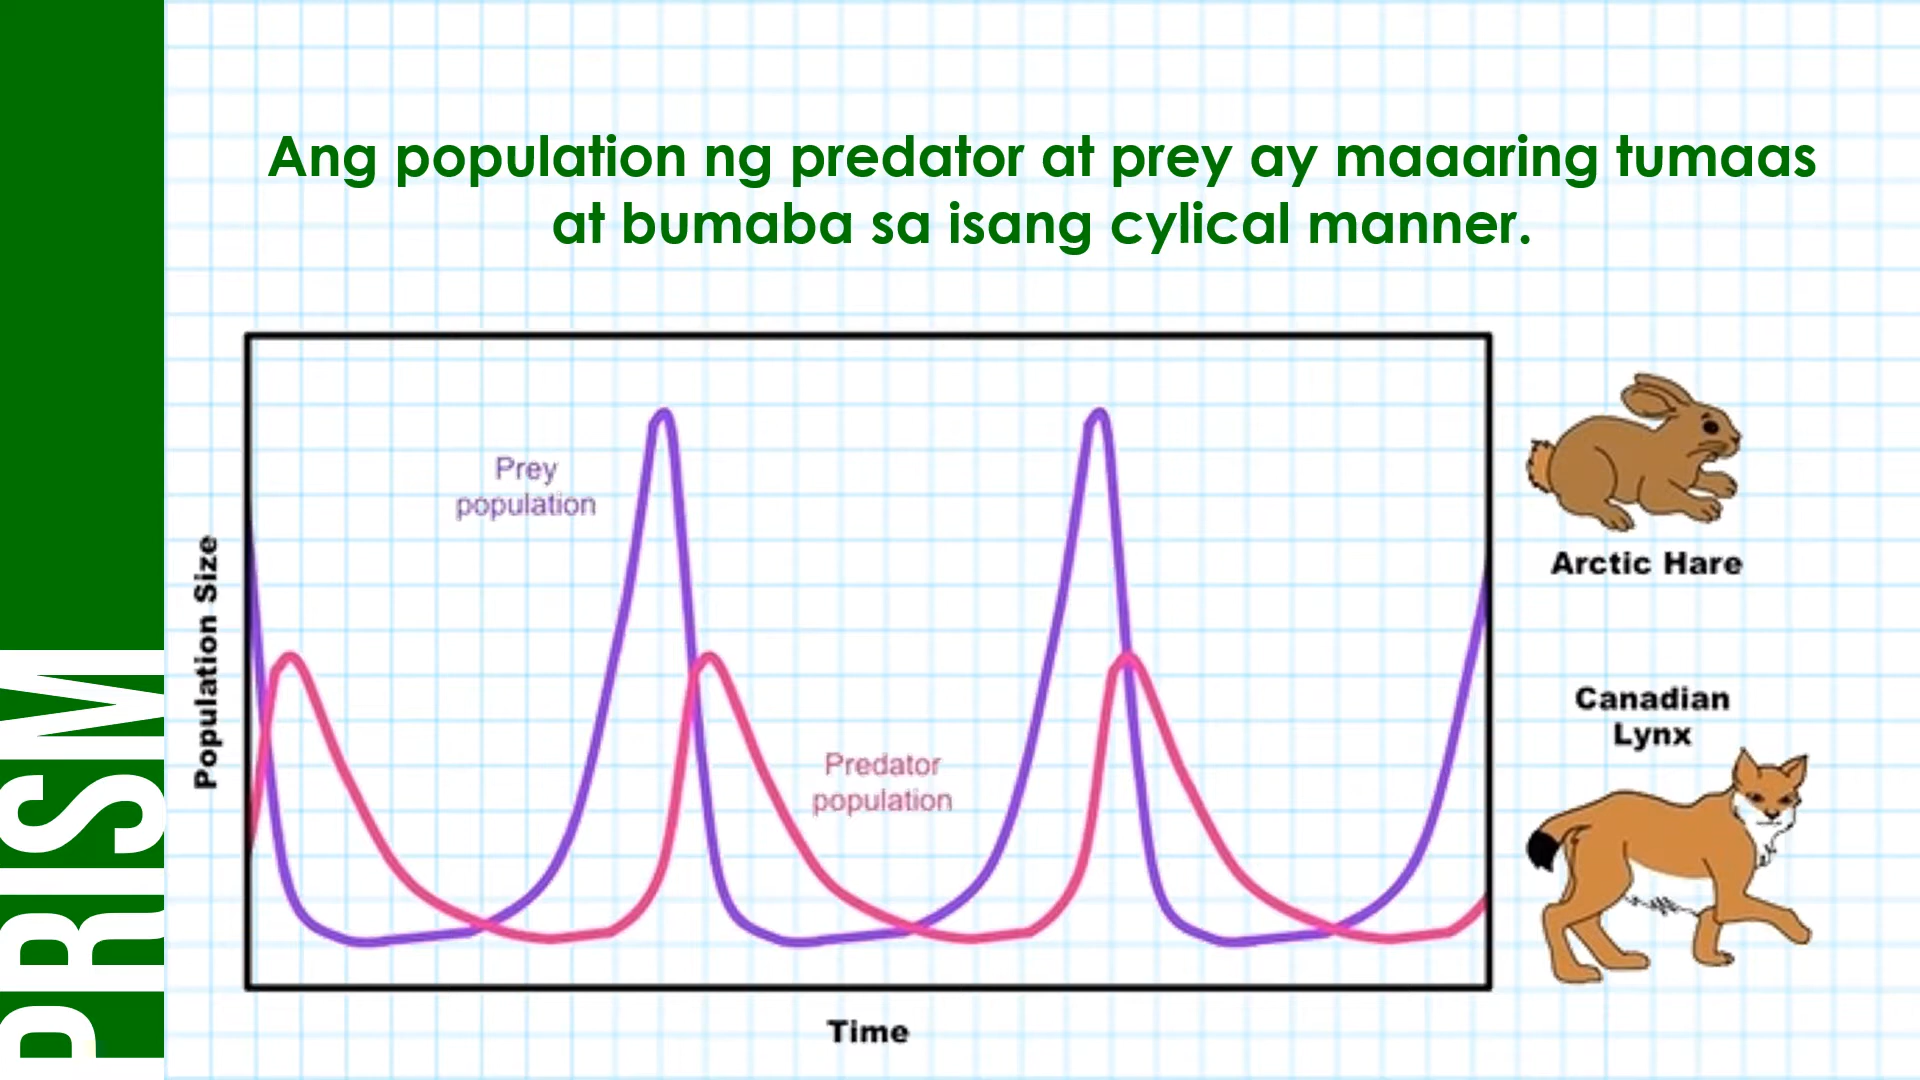 Ang population ng predator at prey ay maaaring tumaas
at bumaba sa isang cylical manner.
Prey
population
Predator
population
Population Size
Time
Arctic Hare
Canadian
Lynx
PRISM